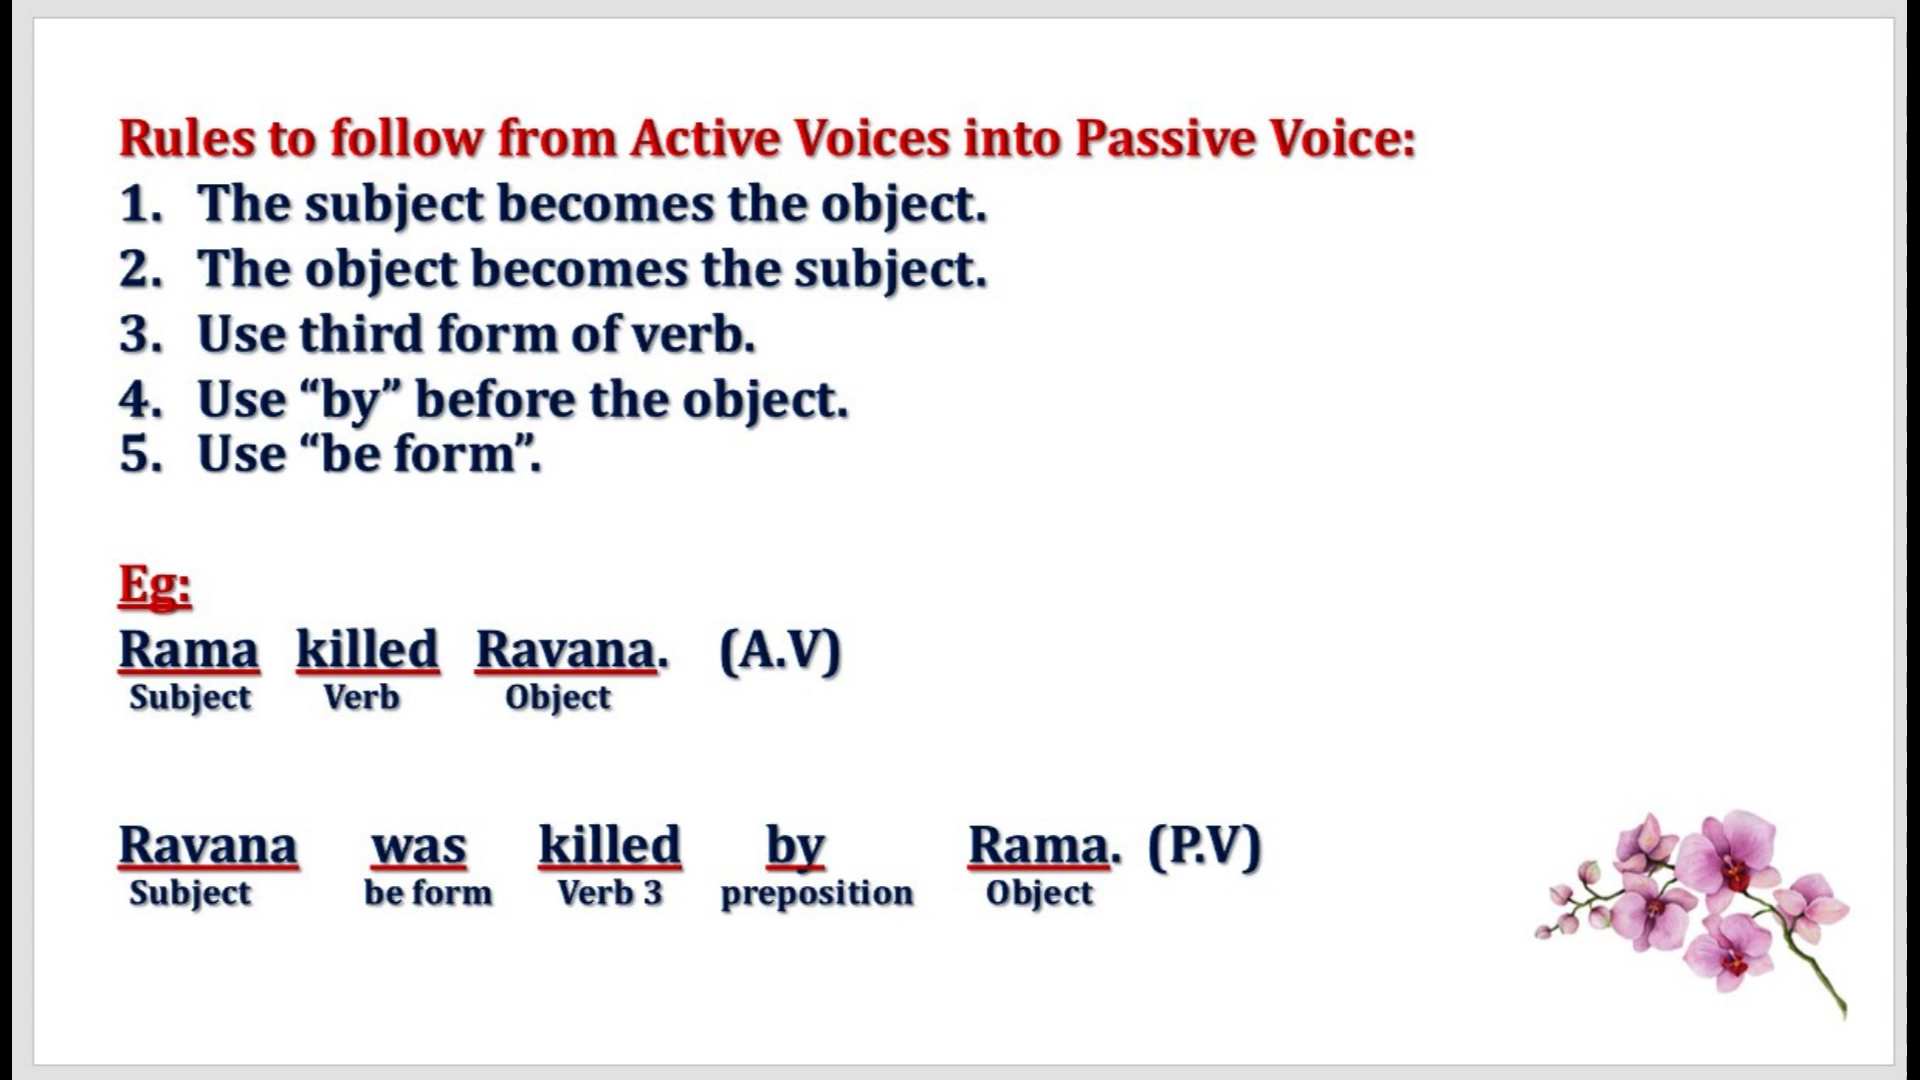 Rules to follow from Active Voices into Passive Voice:
1. The subject becomes the object.
2. The object becomes the subject.
3. Use third form of verb.
4. Use “by” before the object.
5. Use “be form”.
Eg:
Rama killed Ravana. (A.V)
Subject Verb Object
Ravana was killed by Rama. (P.V)
Subject be form Verb 3 preposition Object